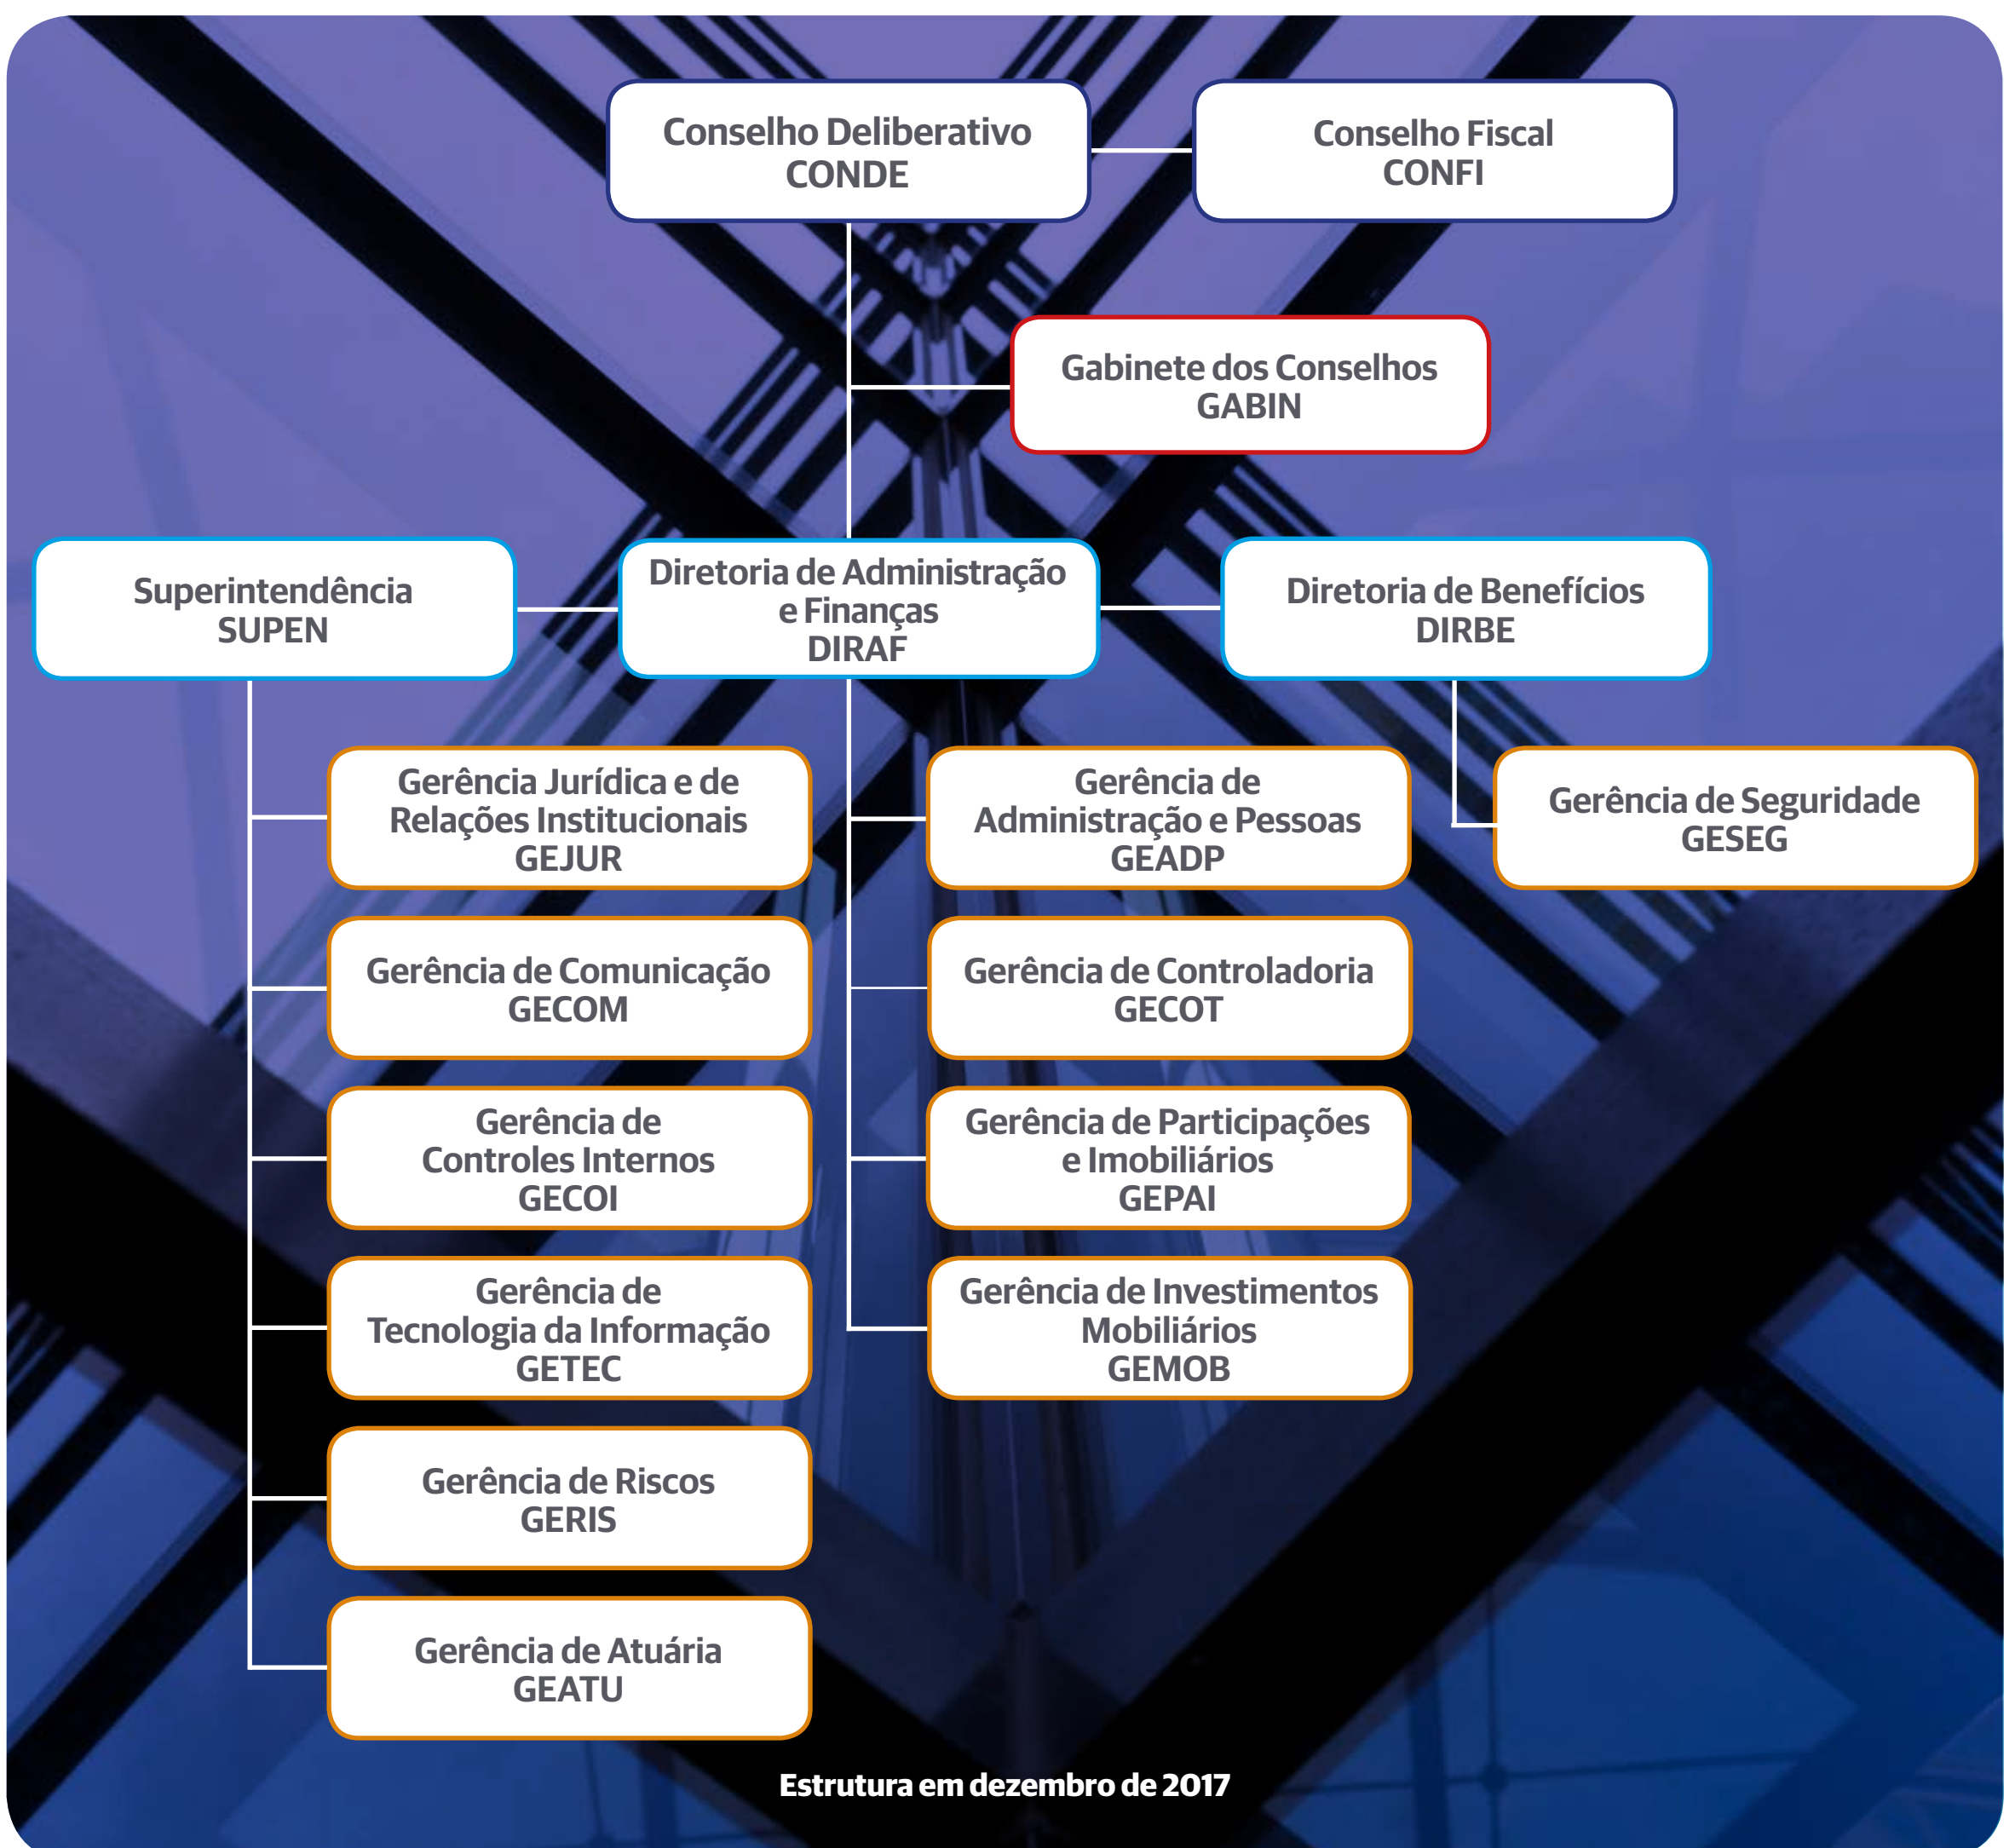 Conselho Deliberativo
CONDE
Conselho Fiscal
CONFI
Gabinete dos Conselhos
GABIN
Superintendência
SUPEN
Diretoria de Administração
e Finanças
DIRAF
Diretoria de Benefícios
DIRBE
Gerência Jurídica e de
Relações Institucionais
GEJUR
Gerência de
Administração e Pessoas
GEADP
Gerência de Seguridade
GESEG
Gerência de Comunicação
GECOM
Gerência de Controladoria
GECOT
Gerência de
Controles Internos
GECOI
Gerência de Participações
e Imobiliários
GEPAI
Gerência de
Tecnologia da Informação
GETEC
Gerência de Investimentos
Mobiliários
GEMOB
Gerência de Riscos
GERIS
Gerência de Atuária
GEATU
Estrutura em dezembro de 2017